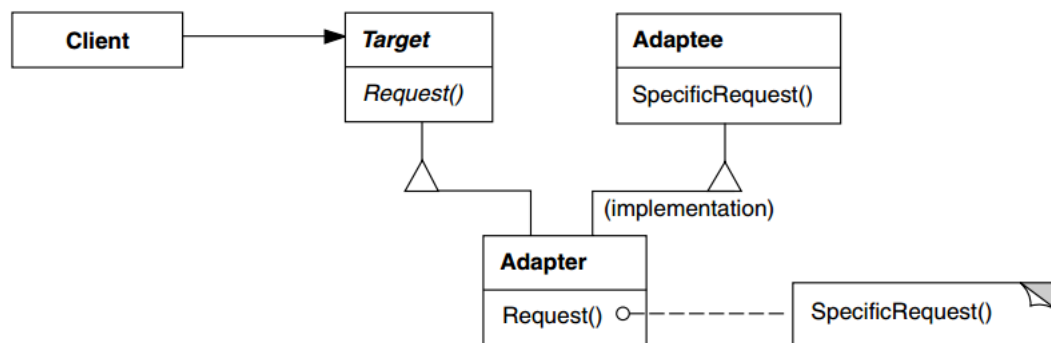 Client
Target
Request()
Adaptee
SpecificRequest()
(implementation)
Adapter
Request()
SpecificRequest()